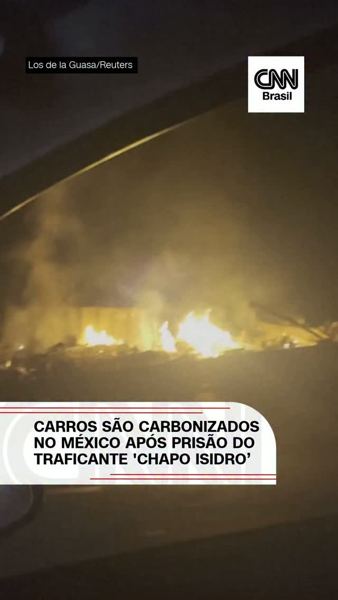 Los de la Guasa/Reuters
CNN
Brasil
CARROS SÃO CARBONIZADOS
NO MÉXICO APÓS PRISÃO DO
TRAFICANTE 'CHAPO ISIDRO’